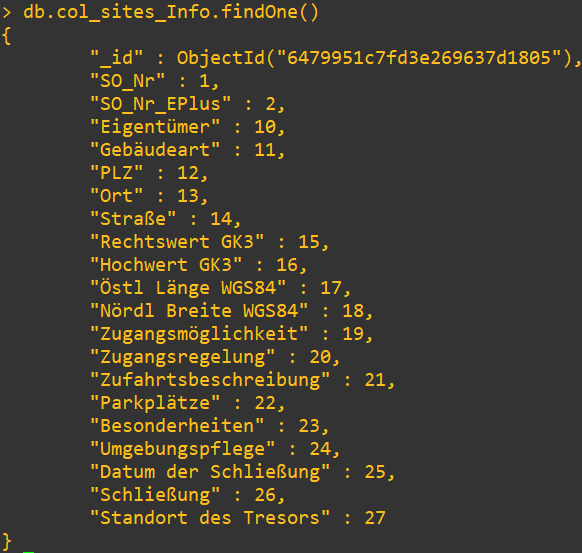 > db.col_sites_Info.findOne()
{
"_id" : ObjectId("6479951c7fd3e269637d1805"),
"SO_Nr" : 1,
"SO_Nr_EPlus" : 2,
"Eigentümer" : 10,
"Gebäudeart" : 11,
"PLZ" : 12,
"Ort" : 13,
"Straße" : 14,
"Rechtswert GK3" : 15,
"Hochwert GK3" : 16,
"Östl Länge WGS84" : 17,
"Nördl Breite WGS84" : 18,
"Zugangsmöglichkeit" : 19,
"Zugangsregelung" : 20,
"Zufahrtsbeschreibung" : 21,
"Parkplätze" : 22,
"Besonderheiten" : 23,
"Umgebungspflege" : 24,
"Datum der Schließung" : 25,
"Schließung" : 26,
"Standort des Tresors" : 27
}